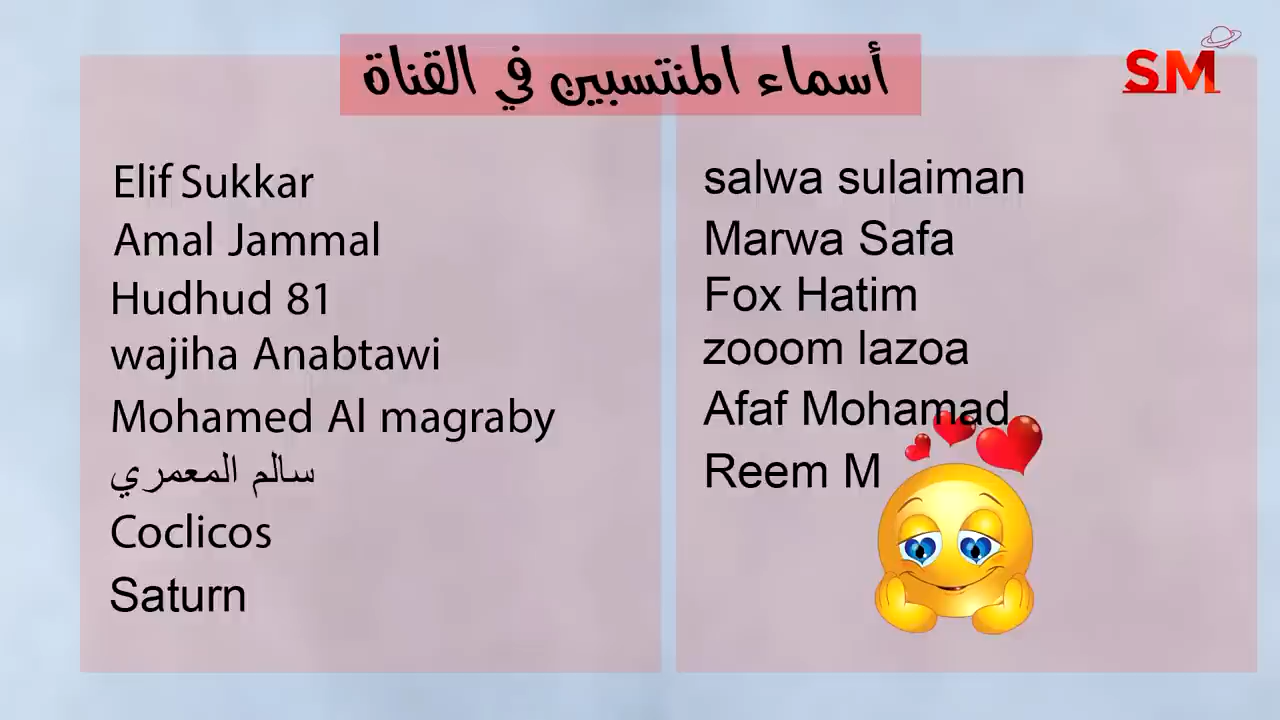 أسماء المنتسبين في القناة
SM
Elif Sukkar
Amal Jammal
Hudhud 81
wajiha Anabtawi
Mohamed Al magraby
سالم المعمري
Coclicos
Saturn
salwa sulaiman
Marwa Safa
Fox Hatim
zooom lazoa
Afaf Mohamad
Reem M